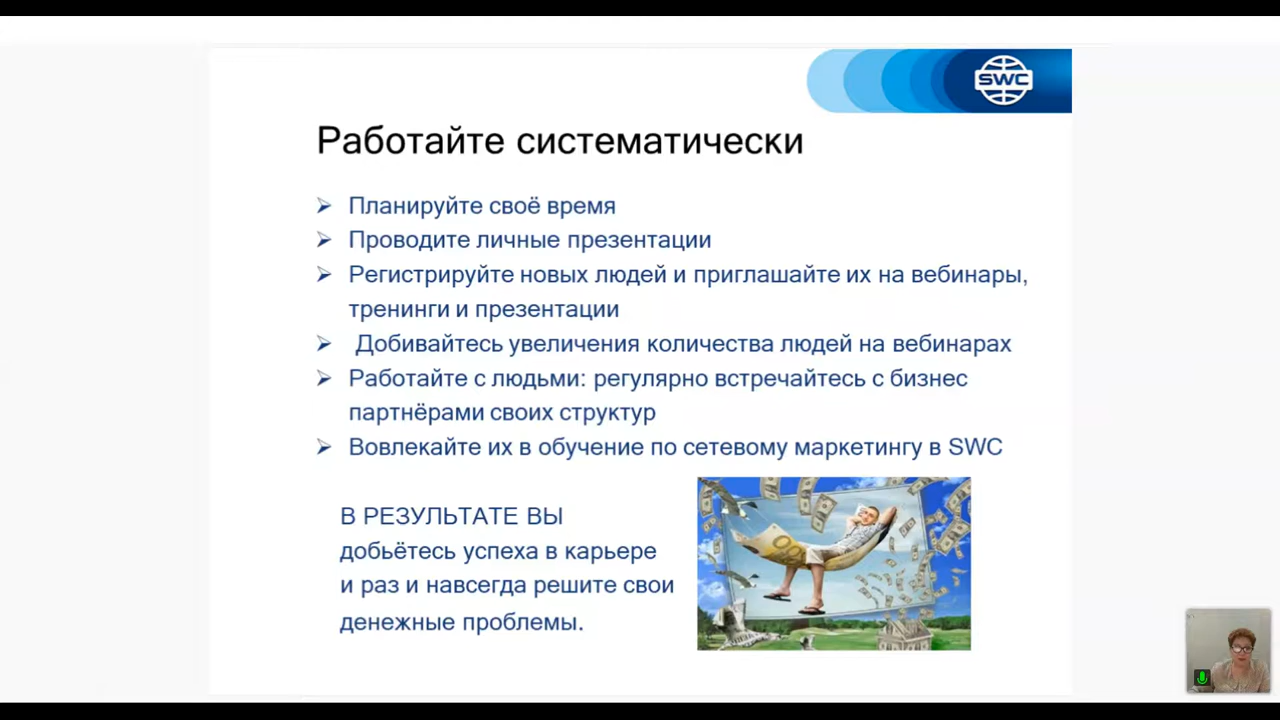 SWC
Работайте систематически
Планируйте своё время
Проводите личные презентации
Регистрируйте новых людей и приглашайте их на вебинары,
тренинги и презентации
Добивайтесь увеличения количества людей на вебинарах
Работайте с людьми: регулярно встречайтесь с бизнес
партнёрами своих структур
Вовлекайте их в обучение по сетевому маркетингу в SWC
В РЕЗУЛЬТАТЕ ВЫ
добьётесь успеха в карьере
и раз и навсегда решите свои
денежные проблемы.